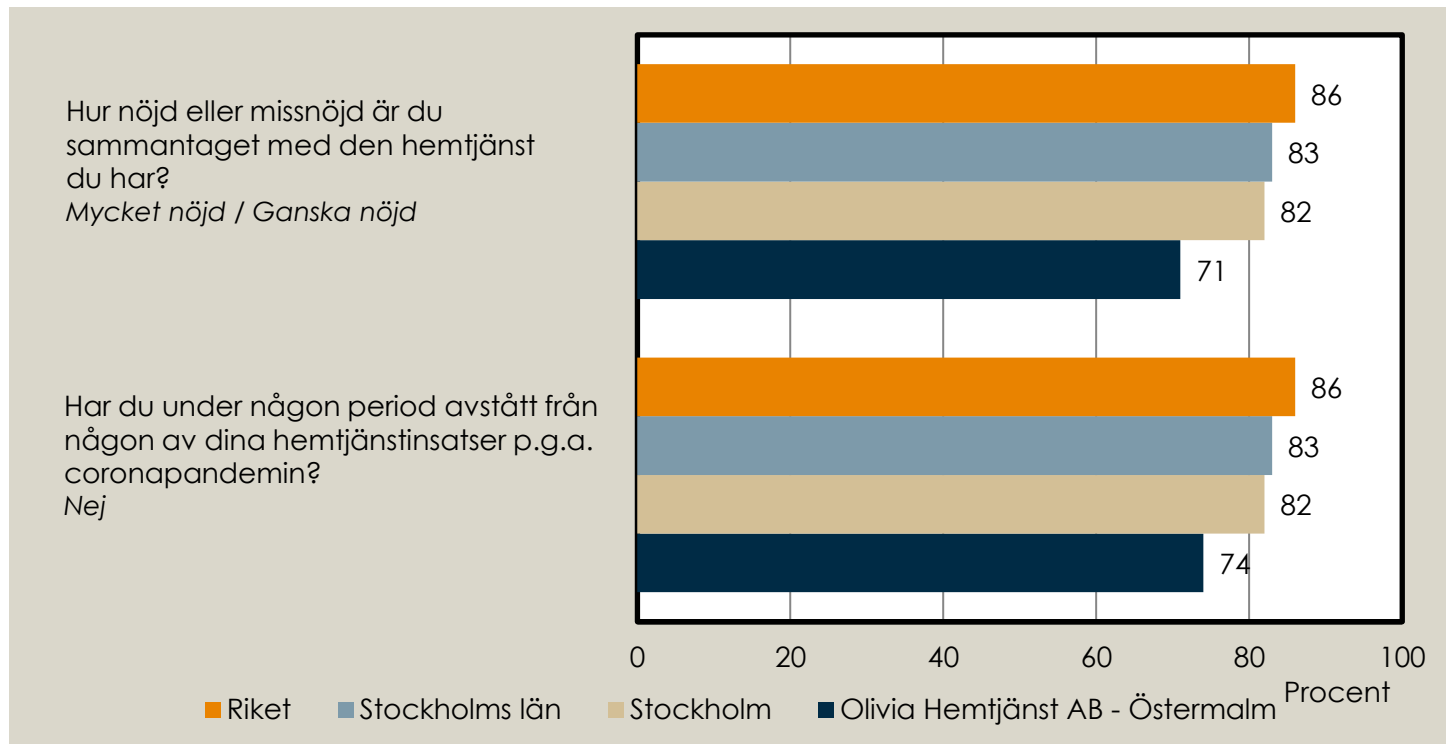 Hur nöjd eller missnöjd är du
sammantaget med den hemtjänst
du har?
Mycket nöjd / Ganska nöjd
86
83
82
71
Har du under någon period avstått från
någon av dina hemtjänstinsatser p.g.a.
coronapandemin?
Nej
86
83
82
74
0 20 40 60 80 100
Procent
Riket Stockholms län Stockholm Olivia Hemtjänst AB - Östermalm